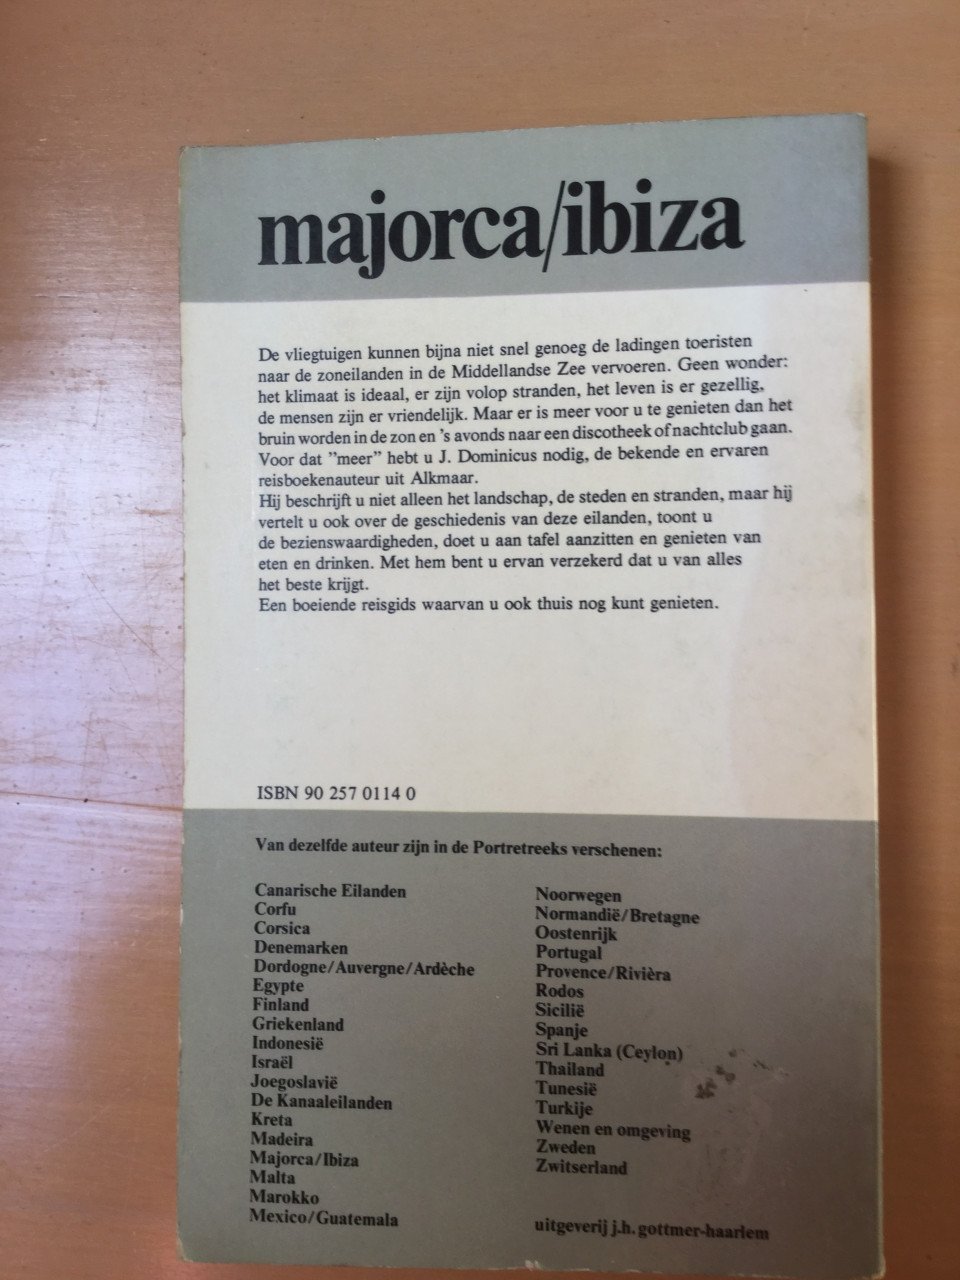 majorca/ibiza
De vliegtuigen kunnen bijna niet snel genoeg de ladingen toeristen
naar de zoneilanden in de Middellandse Zee vervoeren. Geen wonder:
het klimaat is ideaal, er zijn volop stranden, het leven is er gezellig,
de mensen zijn er vriendelijk. Maar er is meer voor u te genieten dan het
bruin worden in de zon en 's avonds naar een discotheek of nachtclub gaan.
Voor dat "meer" hebt u J. Dominicus nodig, de bekende en ervaren
reisboekenauteur uit Alkmaar.
Hij beschrijft u niet alleen het landschap, de steden en stranden, maar hij
vertelt u ook over de geschiedenis van deze eilanden, toont u
de bezienswaardigheden, doet u aan tafel aanzitten en genieten van
eten en drinken. Met hem bent u ervan verzekerd dat u van alles
het beste krijgt.
Een boeiende reisgids waarvan u ook thuis nog kunt genieten.
ISBN 90 257 0114 0
Van dezelfde auteur zijn in de Portretreeks verschenen:
Canarische Eilanden
Corfu
Corsica
Denemarken
Dordogne/Auvergne/Ardèche
Egypte
Finland
Griekenland
Indonesië
Israël
Joegoslavië
De Kanaaleilanden
Kreta
Madeira
Majorca/Ibiza
Malta
Marokko
Mexico/Guatemala
Noorwegen
Normandië/Bretagne
Oostenrijk
Portugal
Provence/Rivièra
Rodos
Sicilië
Spanje
Sri Lanka (Ceylon)
Thailand
Tunesië
Turkije
Wenen en omgeving
Zweden
Zwitserland
uitgeverij j.h. gottmer-haarlem